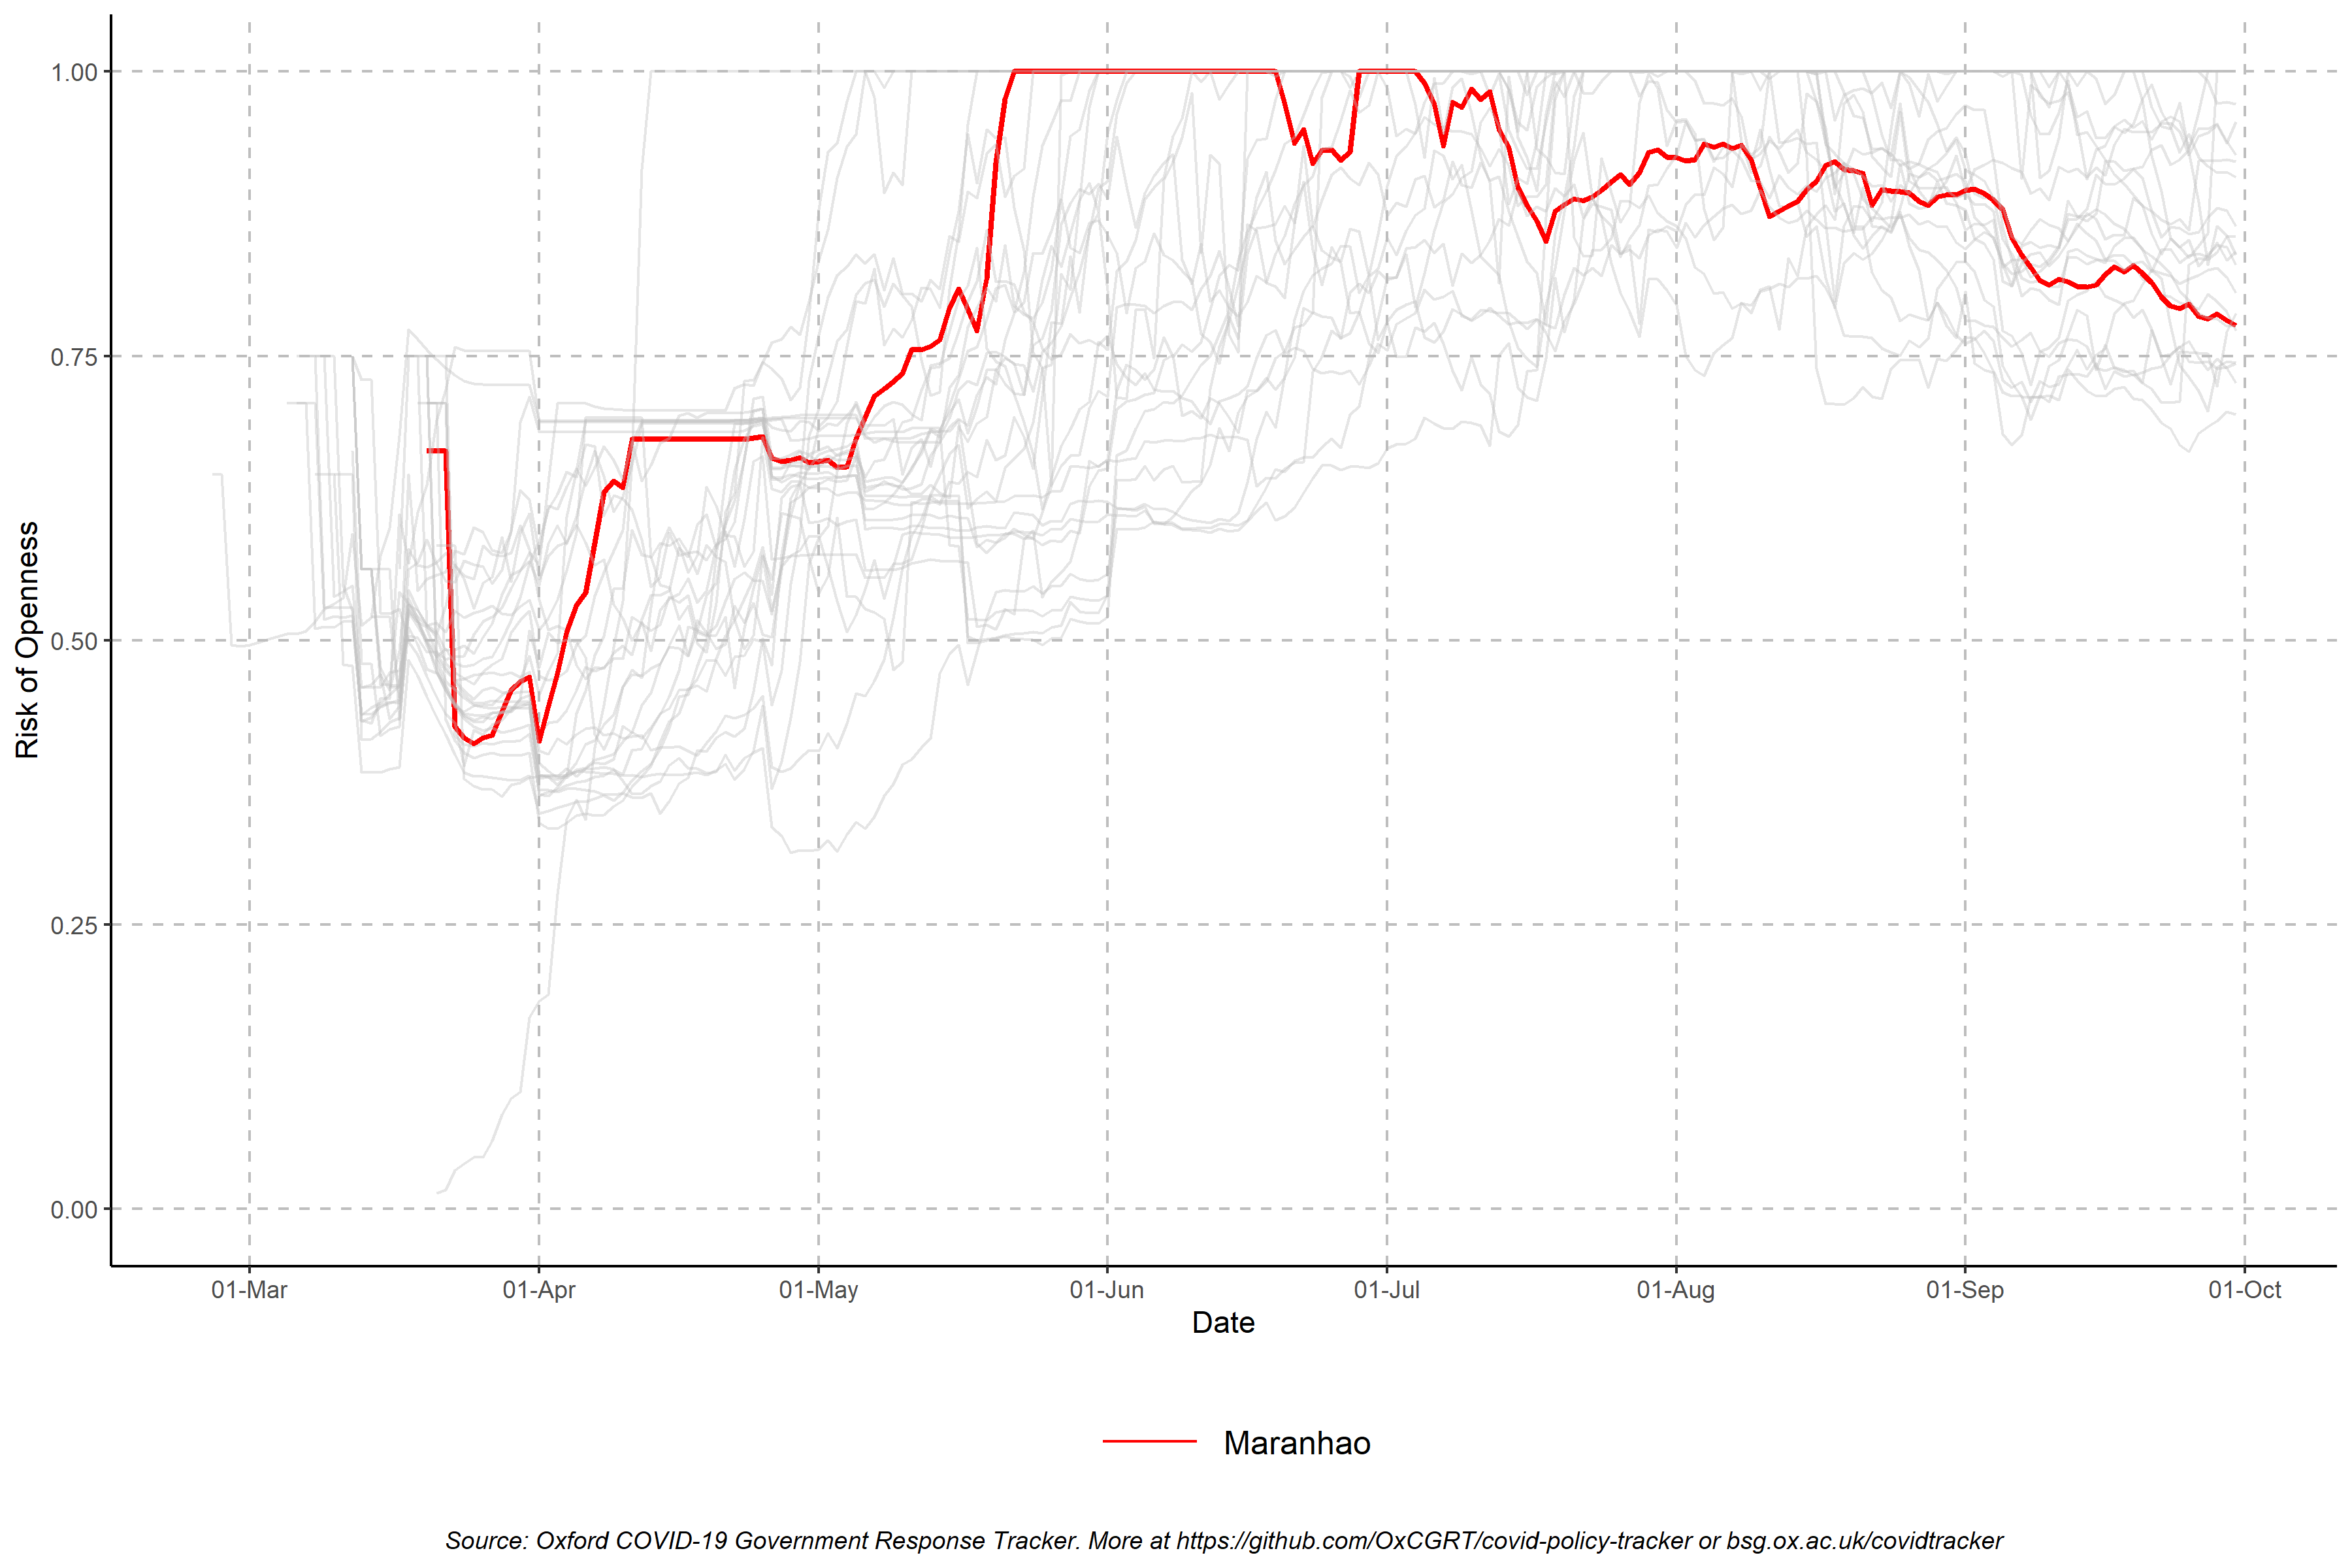 1.00
0.75
0.50
0.25
0.00
Risk of Openness
01-Mar 01-Apr 01-May 01-Jun 01-Jul 01-Aug 01-Sep 01-Oct
Date
Maranhao
Source: Oxford COVID-19 Government Response Tracker. More at https://github.com/OxCGRT/covid-policy-tracker or bsg.ox.ac.uk/covidtracker